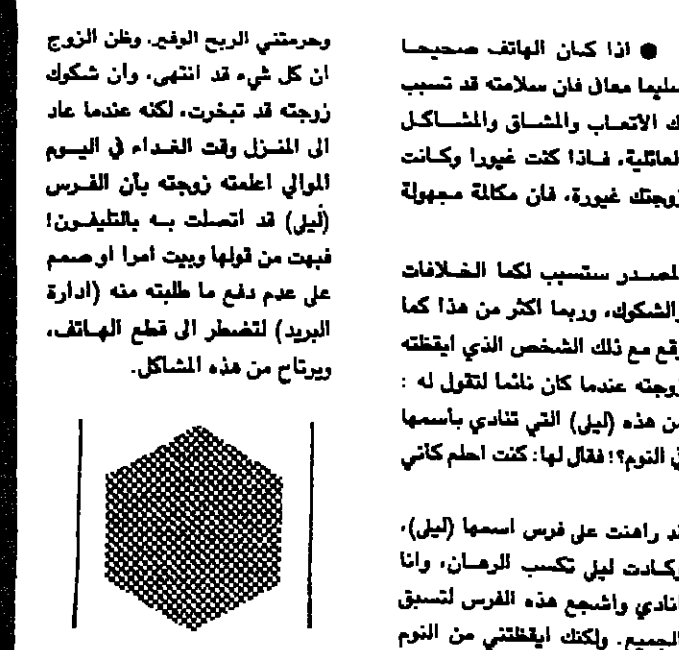 ● اذا كان الهاتف صحيحا
سليما معافى فان سلامته قد تسبب
لك الاتعاب والمشاق والمشاكل
العائلية، فاذا كنت غيورا وكانت
زوجتك غيورة، فان مكالمة مجهولة
المصدر ستسبب لكما الخلافات
والشكوك، وربما اكثر من هذا كما
وقع مع ذلك الشخص الذي ايقظته
زوجته عندما كان نائما لتقول له :
من هذه (ليلى) التي تنادي بأسمها
في النوم؟! فقال لها: كنت احلم كأني
قد راهنت على فرس اسمها (ليلى)،
وكادت ليلى تكسب الرهان، وانا
انادي واشجع هذه الفرس لتسبق
الجميع. ولكنك ايقظتني من النوم
وحرمتني الربح الوفير. وظن الزوج
ان كل شيء قد انتهى، وان شكوك
زوجته قد تبخرت، لكنه عندما عاد
الى المنزل وقت الغداء في اليوم
الموالي اعلمته زوجته بأن الفرس
(ليلى) قد اتصلت به بالتليفون!
فبهت من قولها وبيت امرا او صمم
على عدم دفع ما طلبته منه (ادارة
البريد) لتضطر الى قطع الهاتف،
ويرتاح من هذه المشاكل.